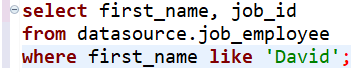 select first_name, job_id
from datasource.job_employee
where first_name like 'David';